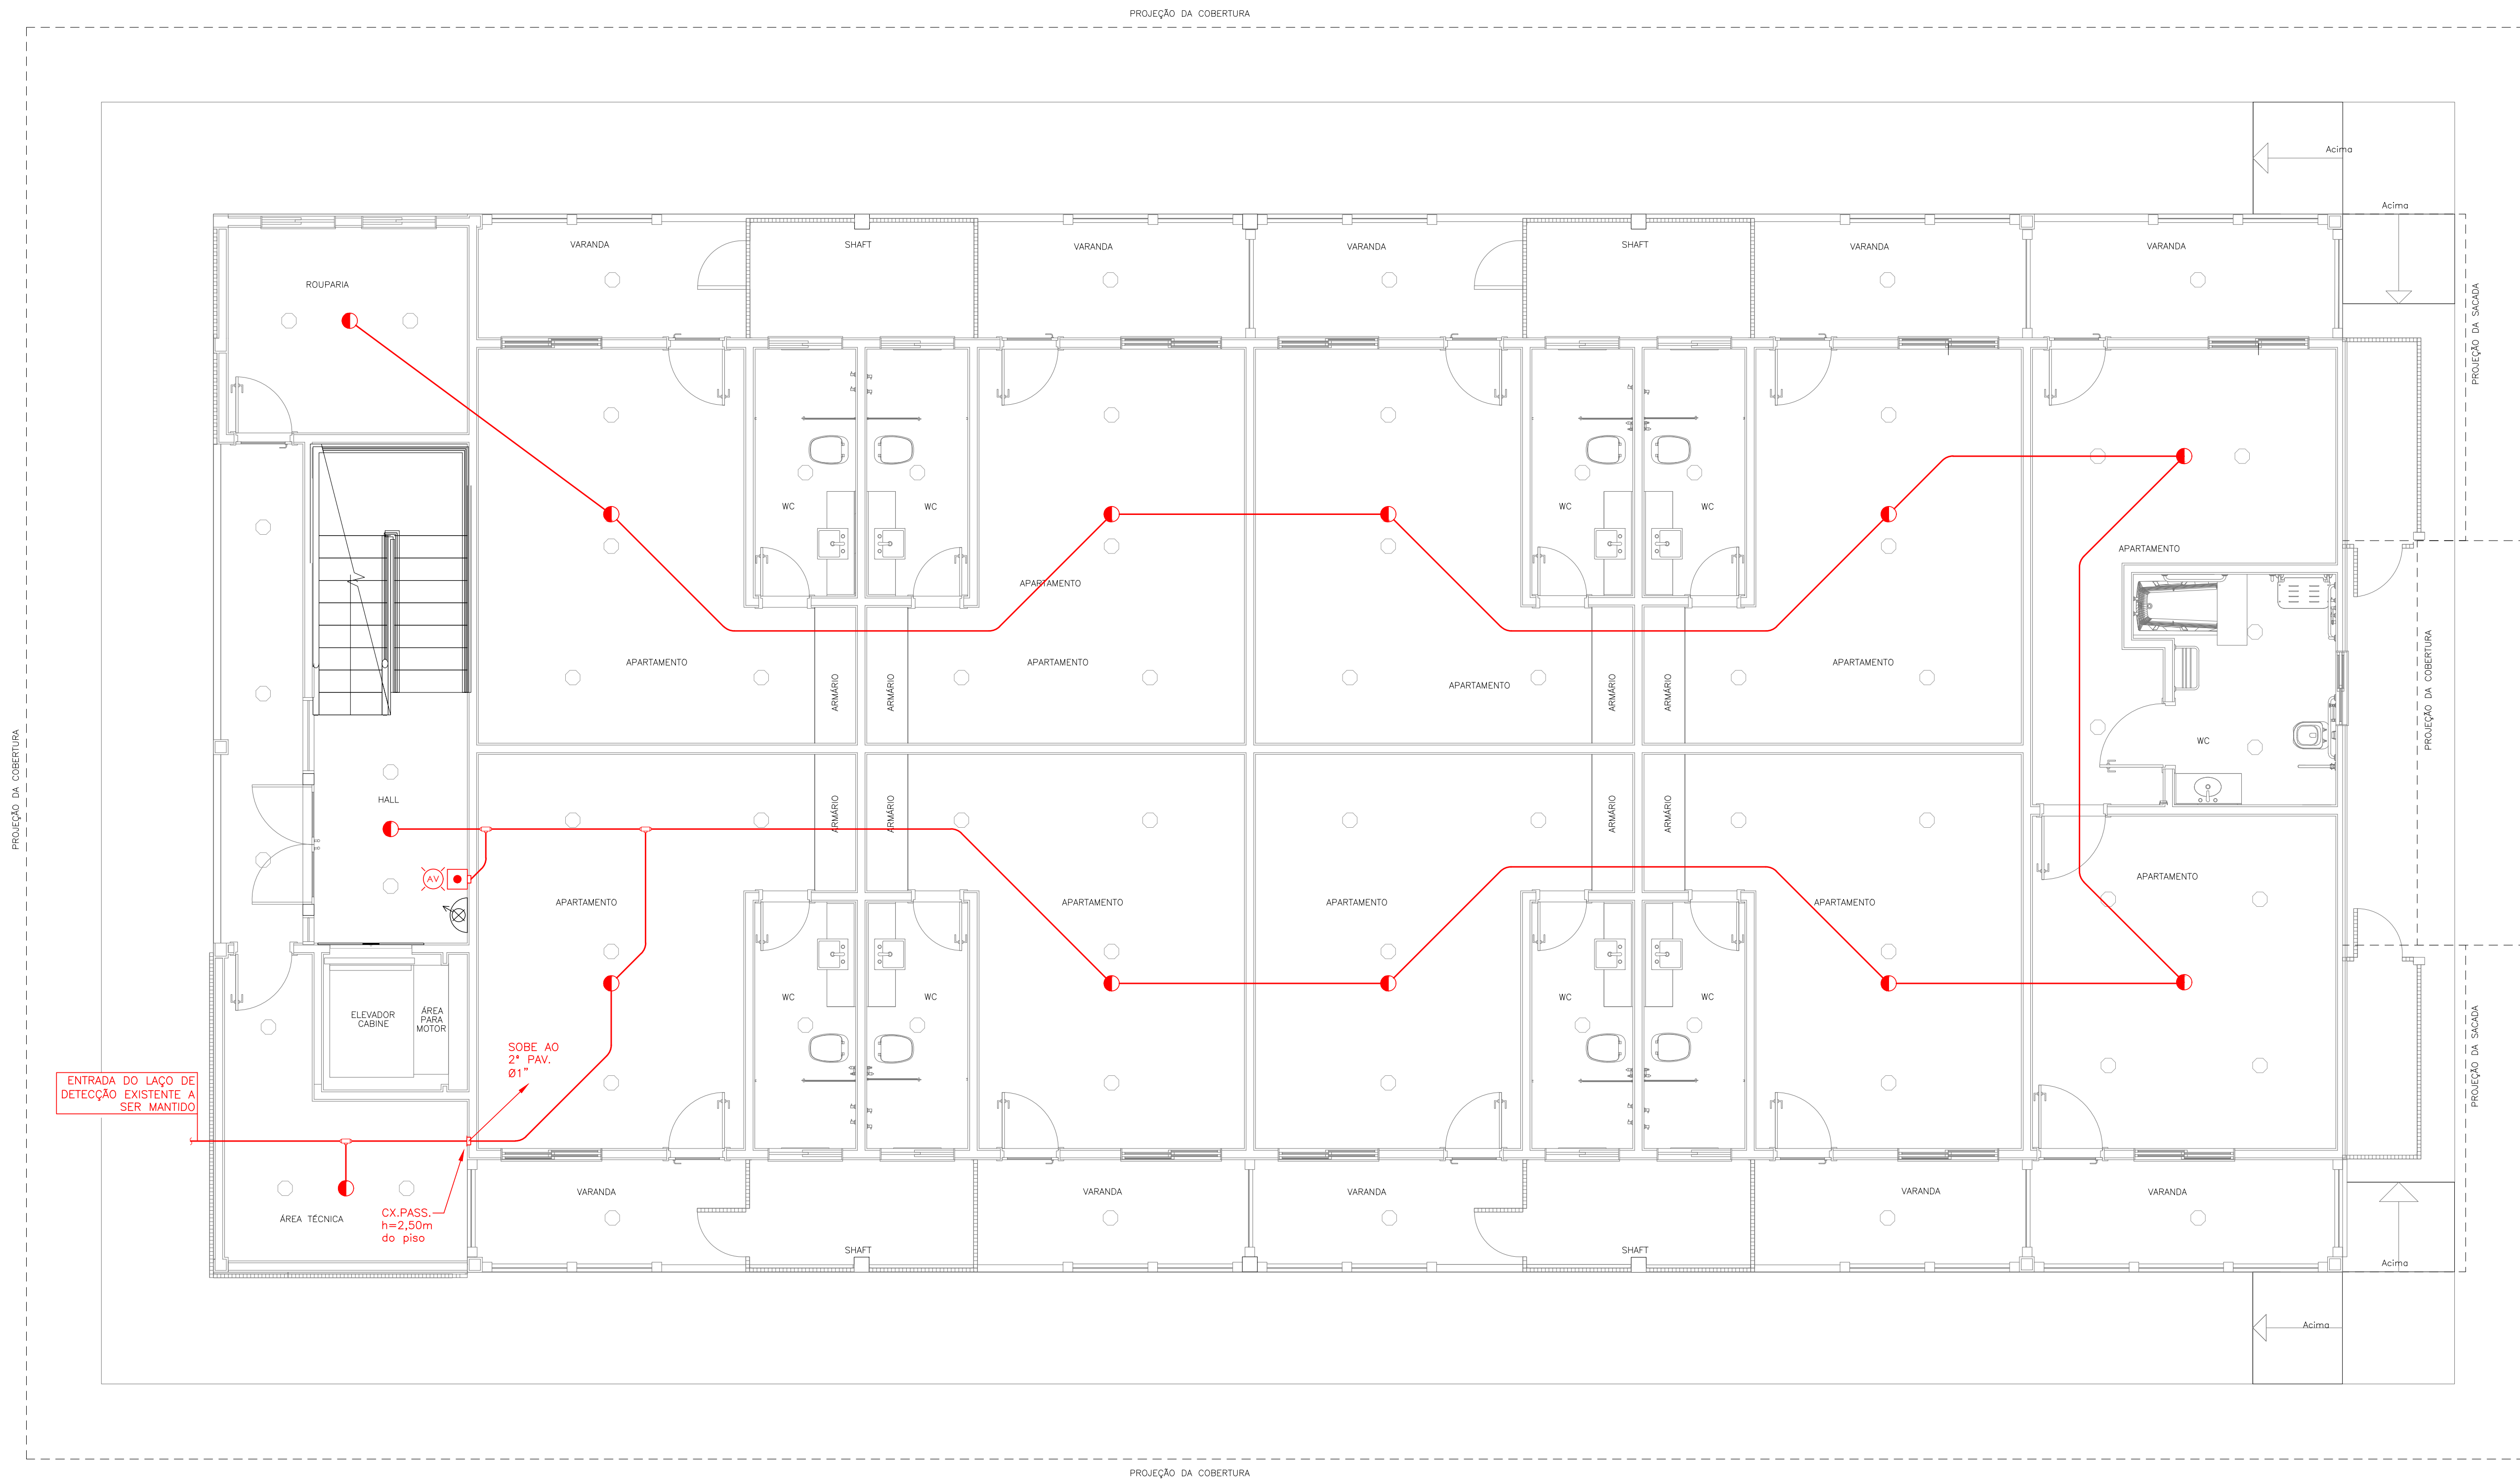 PROJEÇÃO DA COBERTURA
Acima
Acima
VARANDA
SHAFT
VARANDA
VARANDA
SHAFT
VARANDA
VARANDA
ROUPARIA
PROJEÇÃO DA SACADA
WC
WC
WC
WC
APARTAMENTO
APARTAMENTO
APARTAMENTO
APARTAMENTO
APARTAMENTO
APARTAMENTO
ARMÁRIO
ARMÁRIO
ARMÁRIO
ARMÁRIO
PROJEÇÃO DA COBERTURA
WC
PROJEÇÃO DA COBERTURA
HALL
ARMÁRIO
ARMÁRIO
ARMÁRIO
ARMÁRIO
AV
APARTAMENTO
APARTAMENTO
APARTAMENTO
APARTAMENTO
APARTAMENTO
WC
WC
WC
WC
ELEVADOR
CABINE
ÁREA
PARA
MOTOR
SOBE AO
2° PAV.
Ø1"
PROJEÇÃO DA SACADA
ENTRADA DO LAÇO DE
DETECÇÃO EXISTENTE A
SER MANTIDO
CX.PASS.
h=2,50m
do piso
ÁREA TÉCNICA
VARANDA
VARANDA
VARANDA
VARANDA
VARANDA
SHAFT
SHAFT
Acima
Acima
PROJEÇÃO DA COBERTURA